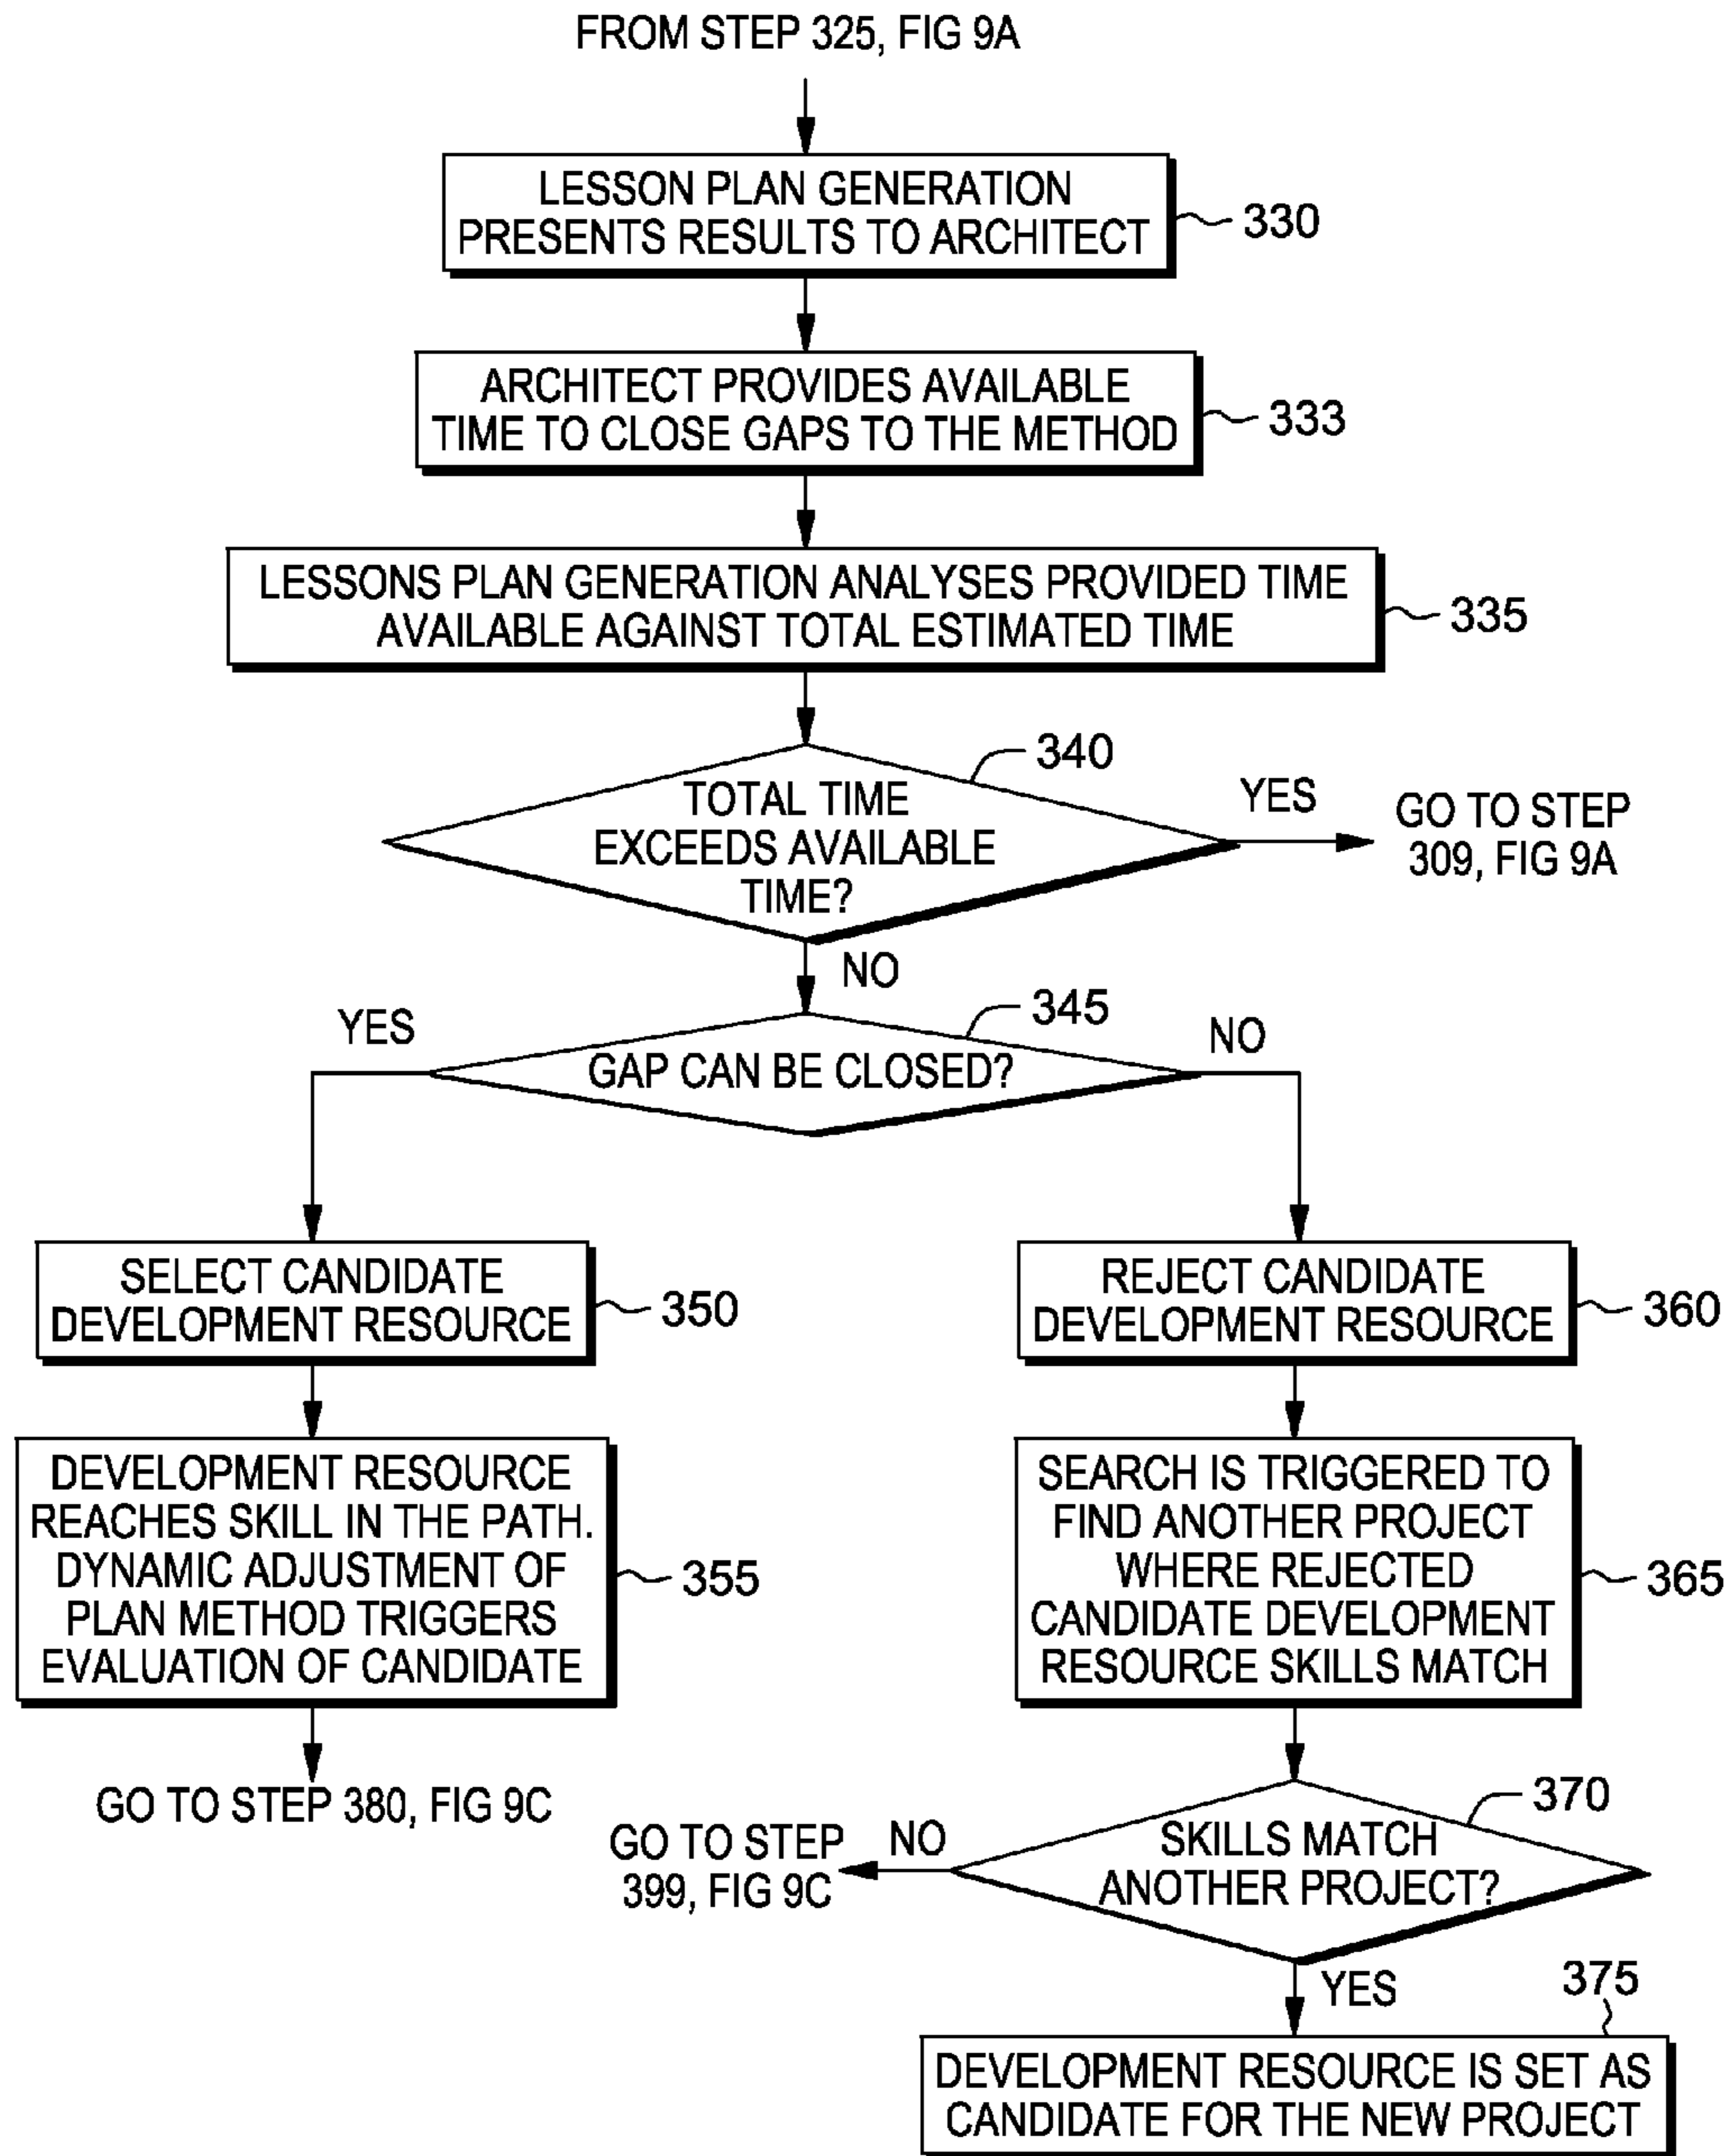 FROM STEP 325, FIG 9A
LESSON PLAN GENERATION
PRESENTS RESULTS TO ARCHITECT
330
ARCHITECT PROVIDES AVAILABLE
TIME TO CLOSE GAPS TO THE METHOD
333
LESSONS PLAN GENERATION ANALYSES PROVIDED TIME
AVAILABLE AGAINST TOTAL ESTIMATED TIME
335
340
TOTAL TIME
EXCEEDS AVAILABLE
TIME?
YES
GO TO STEP
309, FIG 9A
NO
345
GAP CAN BE CLOSED?
YES
NO
SELECT CANDIDATE
DEVELOPMENT RESOURCE
350
REJECT CANDIDATE
DEVELOPMENT RESOURCE
360
DEVELOPMENT RESOURCE
REACHES SKILL IN THE PATH.
DYNAMIC ADJUSTMENT OF
PLAN METHOD TRIGGERS
EVALUATION OF CANDIDATE
355
SEARCH IS TRIGGERED TO
FIND ANOTHER PROJECT
WHERE REJECTED
CANDIDATE DEVELOPMENT
RESOURCE SKILLS MATCH
365
GO TO STEP 380, FIG 9C
370
SKILLS MATCH
ANOTHER PROJECT?
NO
GO TO STEP
399, FIG 9C
YES
375
DEVELOPMENT RESOURCE IS SET AS
CANDIDATE FOR THE NEW PROJECT